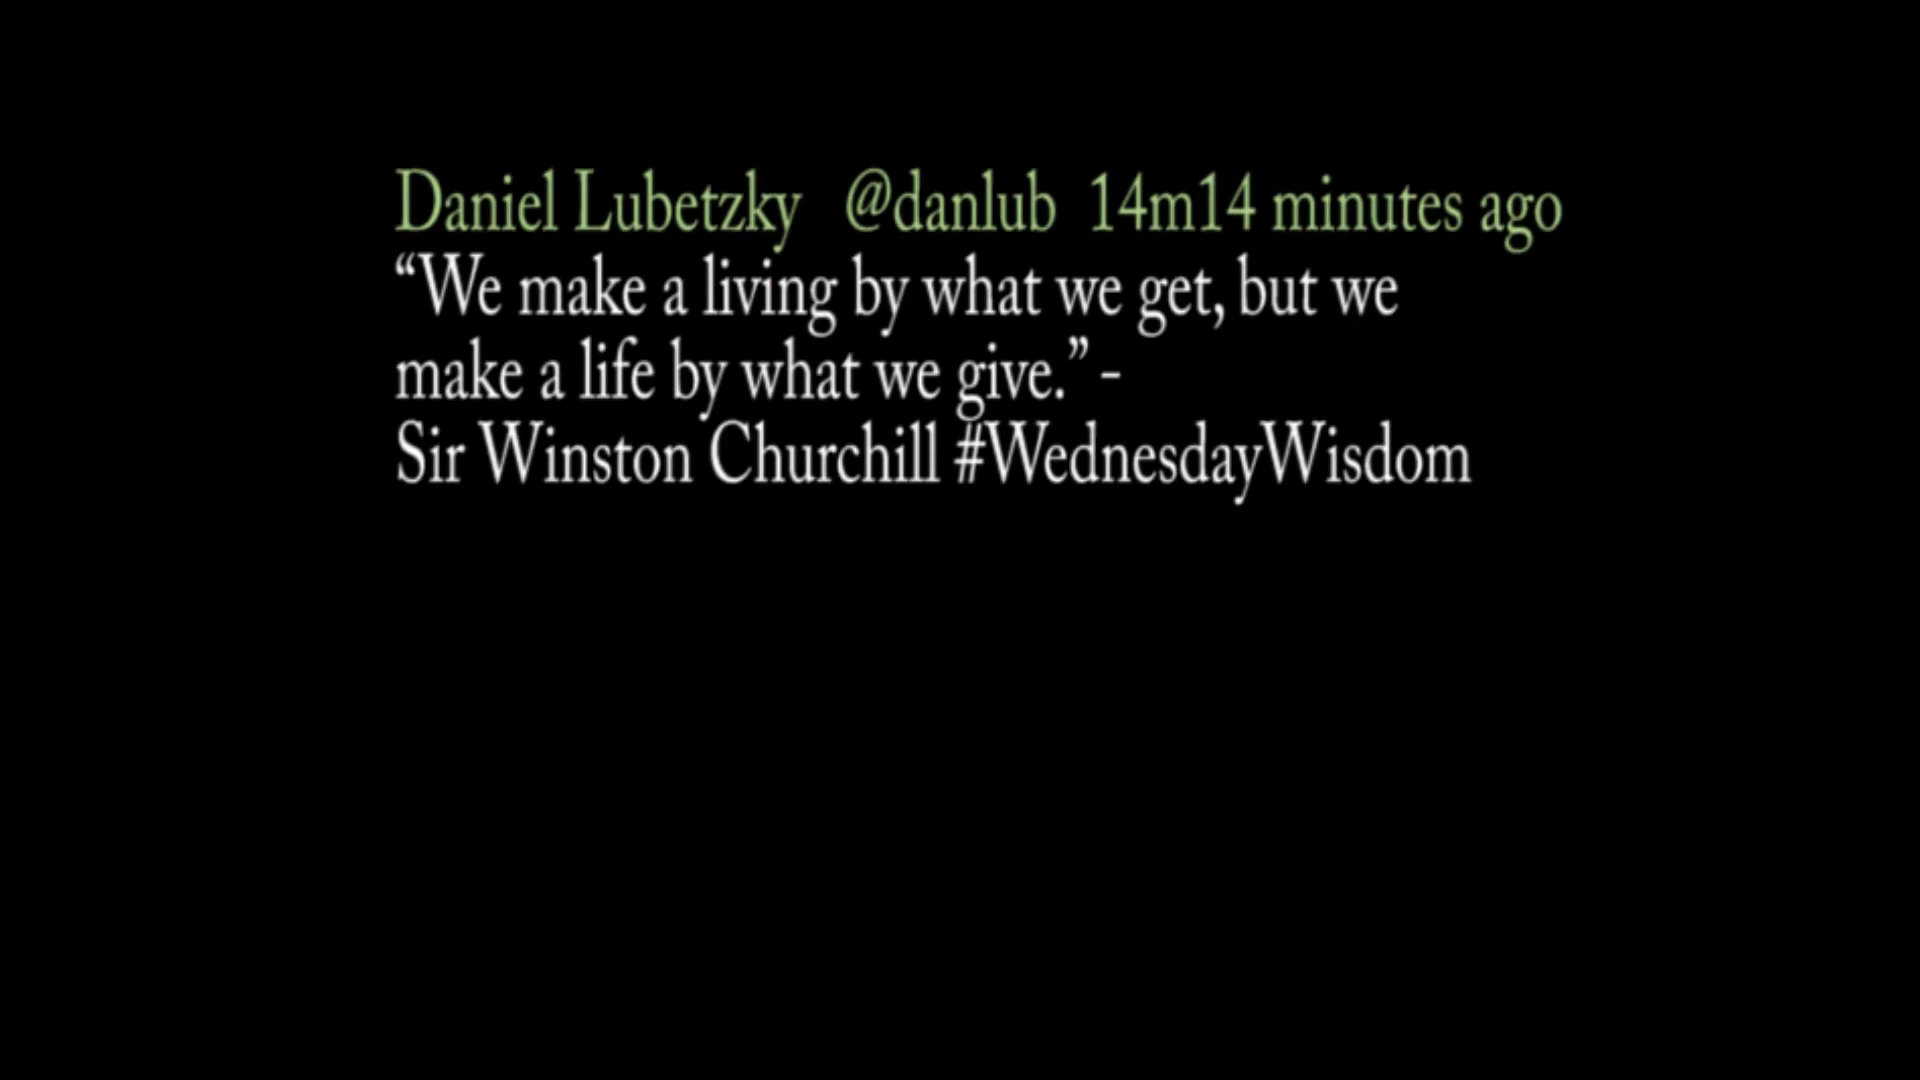 Daniel Lubetzky @danlub 14m14 minutes ago
“We make a living by what we get, but we
make a life by what we give.” -
Sir Winston Churchill #WednesdayWisdom